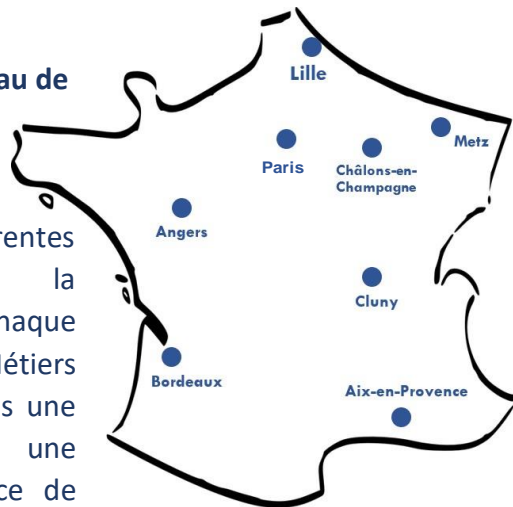 au de
rentes
la
naque
Métiers
s une
une
ce de
Lille
Metz
Paris
Châlons-en-
Champagne
Angers
Cluny
Bordeaux
Aix-en-Provence